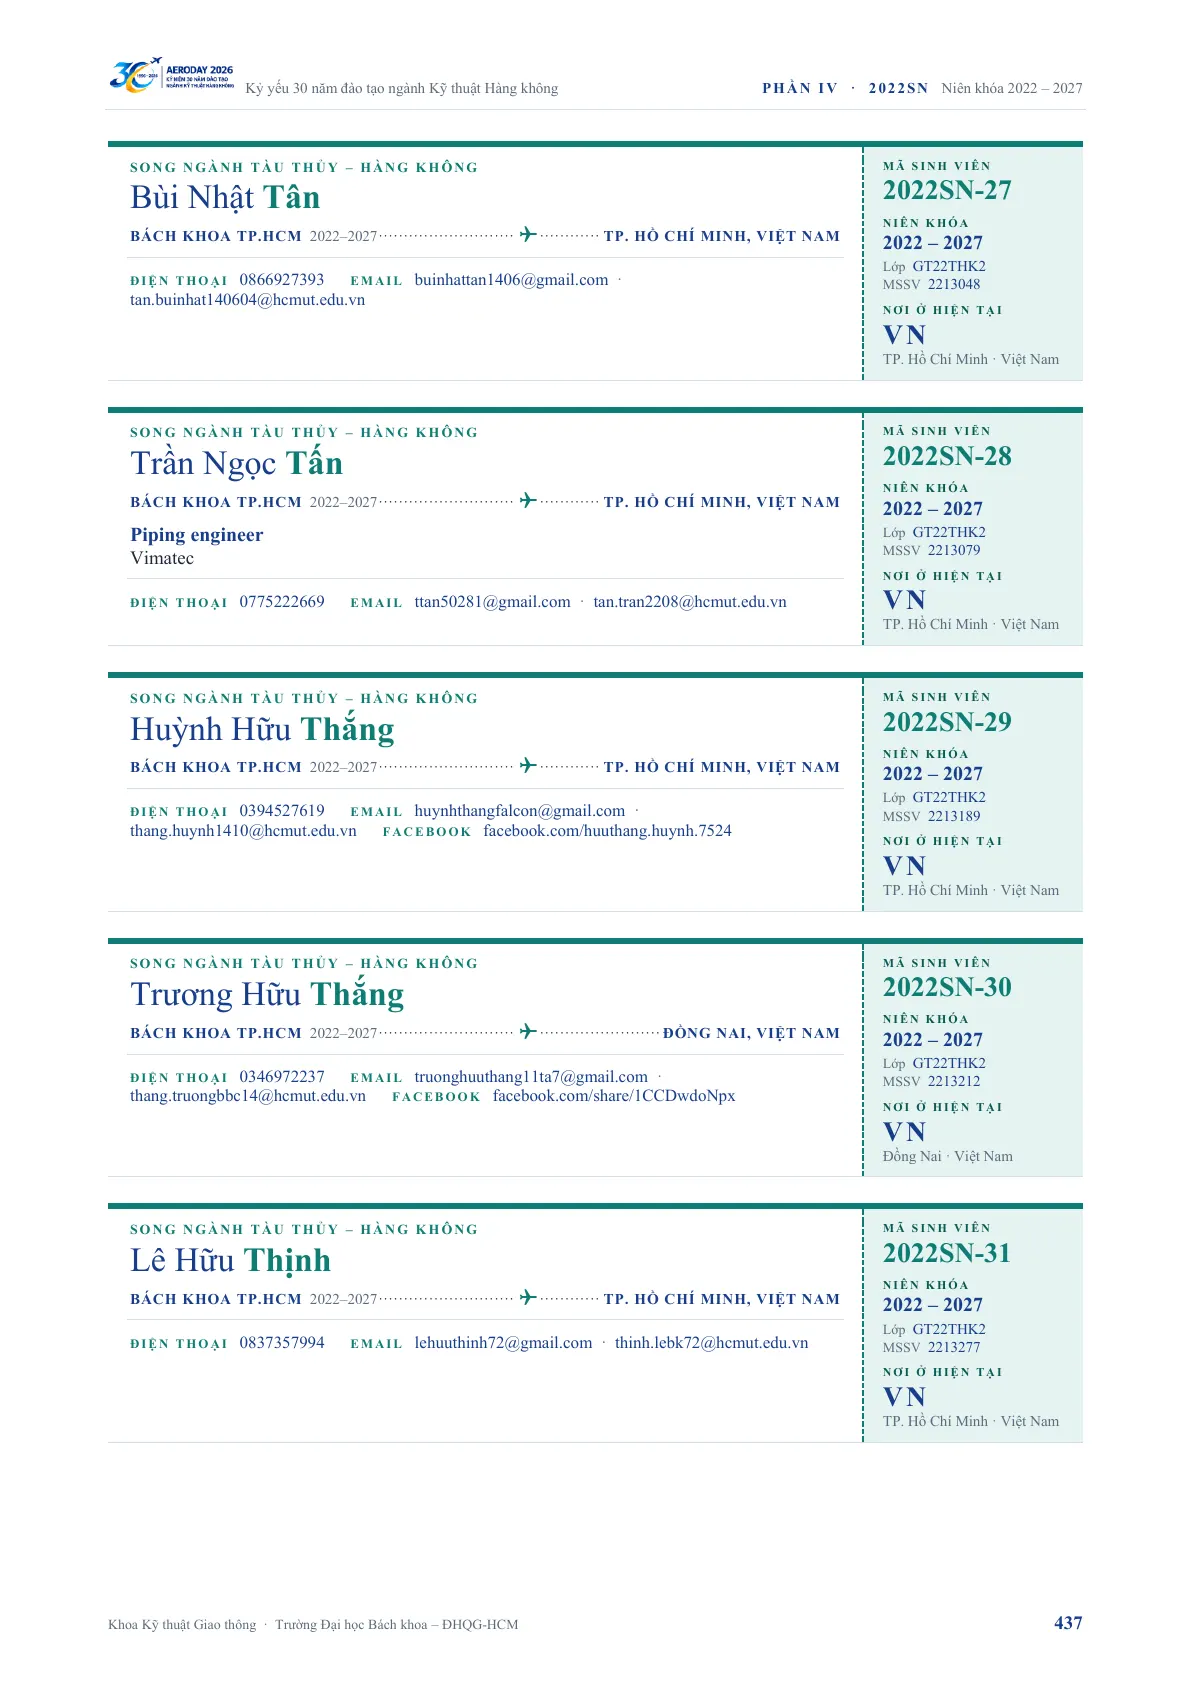 30 1996 - 2026 AERODAY 2026
KỶ NIỆM 30 NĂM ĐÀO TẠO
NGÀNH KỸ THUẬT HÀNG KHÔNG
Kỷ yếu 30 năm đào tạo ngành Kỹ thuật Hàng không
PHẦN IV · 2022SN Niên khóa 2022 – 2027
SONG NGÀNH TÀU THỦY – HÀNG KHÔNG
Bùi Nhật Tân
BÁCH KHOA TP.HCM 2022–2027 TP. HỒ CHÍ MINH, VIỆT NAM
ĐIỆN THOẠI 0866927393 EMAIL buinhattan1406@gmail.com ·
tan.buinhat140604@hcmut.edu.vn
MÃ SINH VIÊN
2022SN-27
NIÊN KHÓA
2022 – 2027
Lớp GT22THK2
MSSV 2213048
NƠI Ở HIỆN TẠI
VN
TP. Hồ Chí Minh · Việt Nam
SONG NGÀNH TÀU THỦY – HÀNG KHÔNG
Trần Ngọc Tấn
BÁCH KHOA TP.HCM 2022–2027 TP. HỒ CHÍ MINH, VIỆT NAM
Piping engineer
Vimatec
ĐIỆN THOẠI 0775222669 EMAIL ttan50281@gmail.com · tan.tran2208@hcmut.edu.vn
MÃ SINH VIÊN
2022SN-28
NIÊN KHÓA
2022 – 2027
Lớp GT22THK2
MSSV 2213079
NƠI Ở HIỆN TẠI
VN
TP. Hồ Chí Minh · Việt Nam
SONG NGÀNH TÀU THỦY – HÀNG KHÔNG
Huỳnh Hữu Thắng
BÁCH KHOA TP.HCM 2022–2027 TP. HỒ CHÍ MINH, VIỆT NAM
ĐIỆN THOẠI 0394527619 EMAIL huynhthangfalcon@gmail.com ·
thang.huynh1410@hcmut.edu.vn FACEBOOK facebook.com/huuthang.huynh.7524
MÃ SINH VIÊN
2022SN-29
NIÊN KHÓA
2022 – 2027
Lớp GT22THK2
MSSV 2213189
NƠI Ở HIỆN TẠI
VN
TP. Hồ Chí Minh · Việt Nam
SONG NGÀNH TÀU THỦY – HÀNG KHÔNG
Trương Hữu Thắng
BÁCH KHOA TP.HCM 2022–2027 ĐỒNG NAI, VIỆT NAM
ĐIỆN THOẠI 0346972237 EMAIL truonghuuthang11ta7@gmail.com ·
thang.truongbbc14@hcmut.edu.vn FACEBOOK facebook.com/share/1CCDwdoNpx
MÃ SINH VIÊN
2022SN-30
NIÊN KHÓA
2022 – 2027
Lớp GT22THK2
MSSV 2213212
NƠI Ở HIỆN TẠI
VN
Đồng Nai · Việt Nam
SONG NGÀNH TÀU THỦY – HÀNG KHÔNG
Lê Hữu Thịnh
BÁCH KHOA TP.HCM 2022–2027 TP. HỒ CHÍ MINH, VIỆT NAM
ĐIỆN THOẠI 0837357994 EMAIL lehuuthinh72@gmail.com · thinh.lebk72@hcmut.edu.vn
MÃ SINH VIÊN
2022SN-31
NIÊN KHÓA
2022 – 2027
Lớp GT22THK2
MSSV 2213277
NƠI Ở HIỆN TẠI
VN
TP. Hồ Chí Minh · Việt Nam
Khoa Kỹ thuật Giao thông · Trường Đại học Bách khoa – ĐHQG-HCM
437